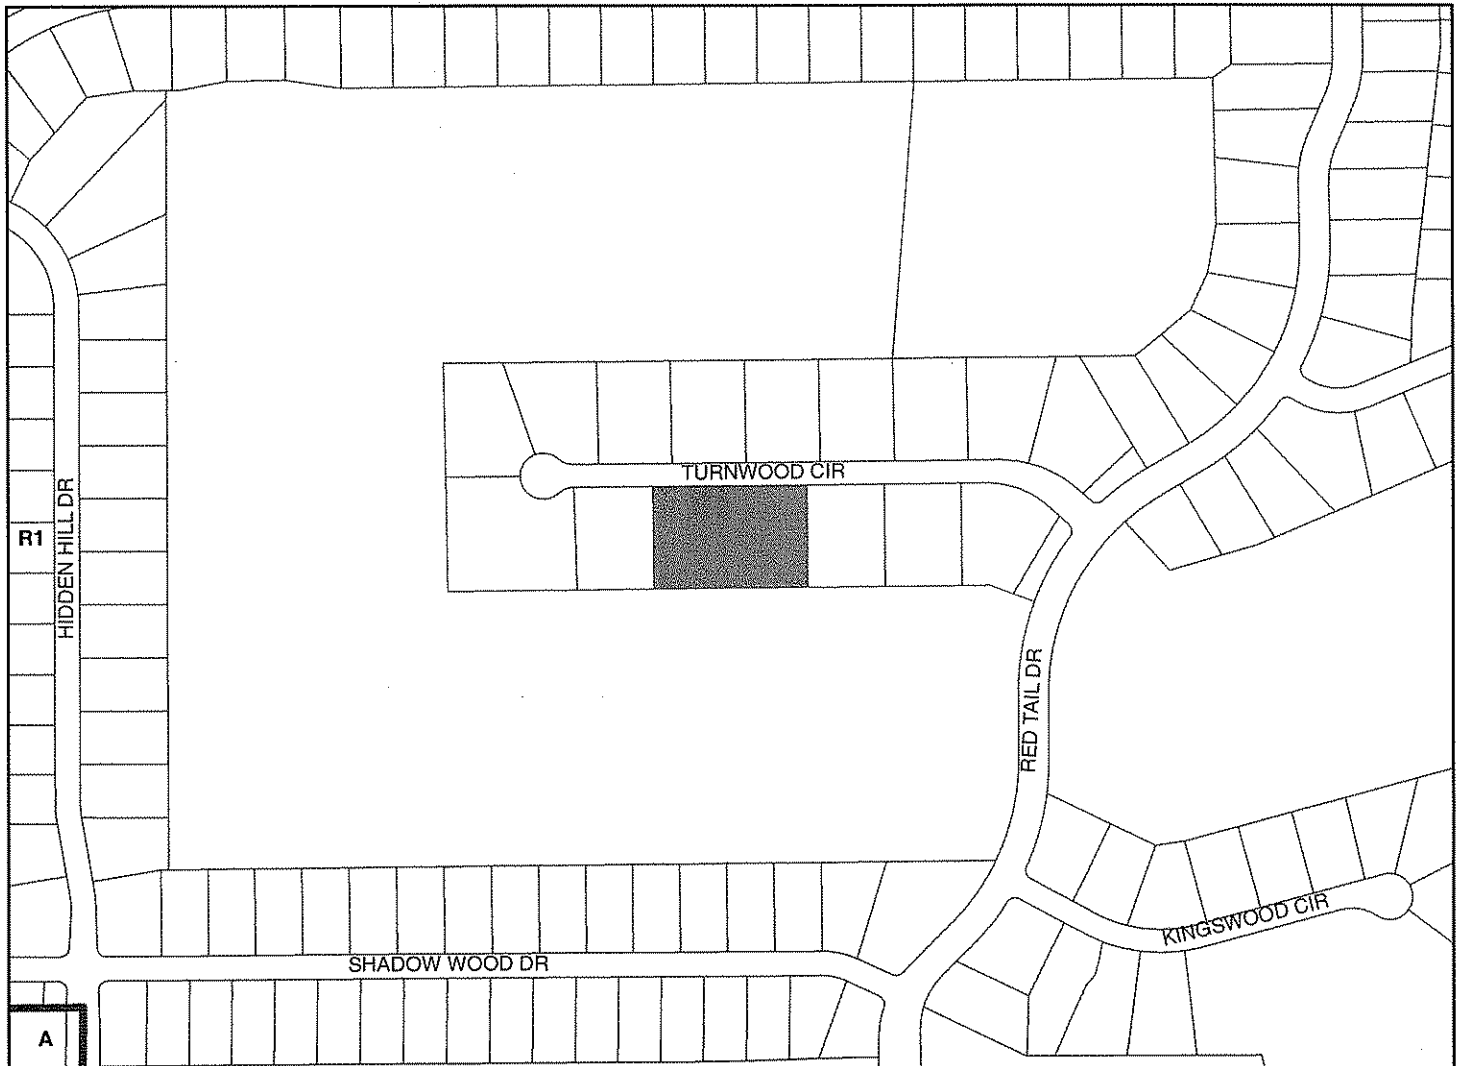 TURNWOOD CIR
R1
HIDDEN HILL DR
RED TAIL DR
KINGSWOOD CIR
SHADOW WOOD DR
A